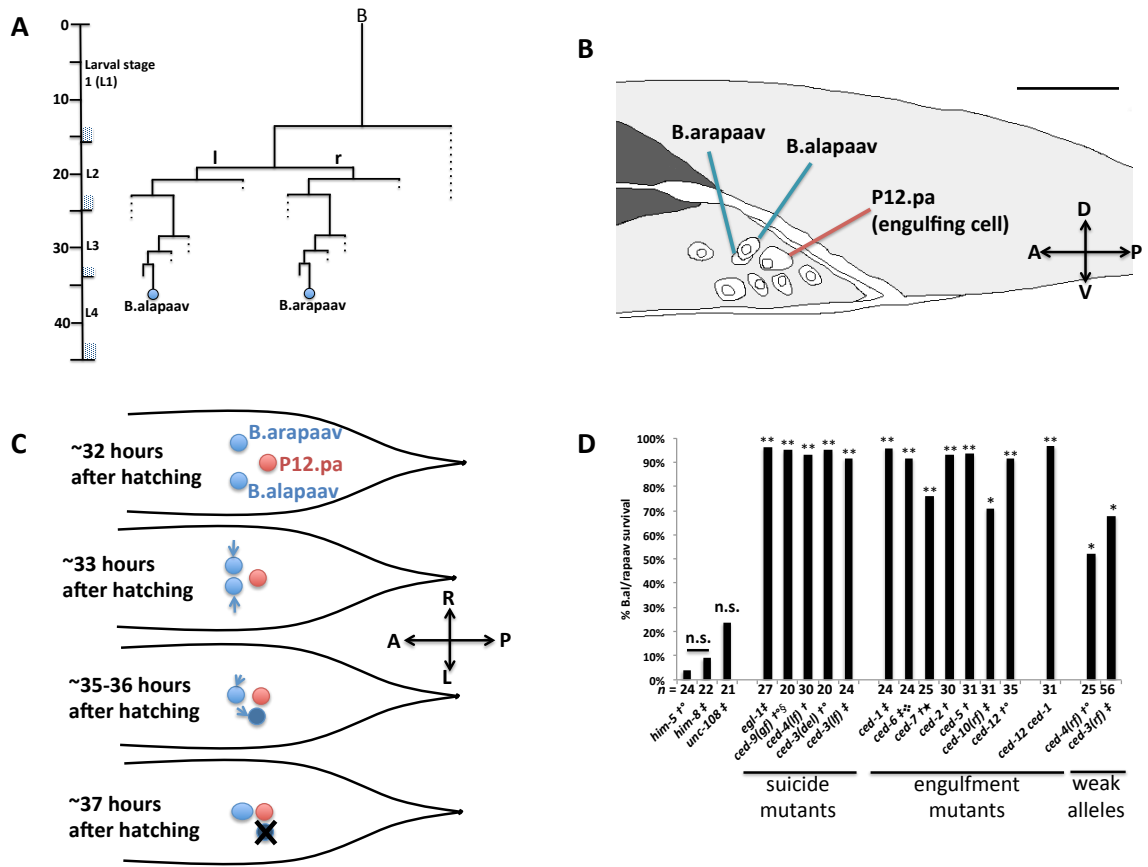 A
0
10
20
30
40
Larval stage
1 (L1)
L2
L3
L4
B
l
r
B.alapaav
B.arapaav
B
B.arapaav
B.alapaav
P12.pa
(engulfing cell)
D
A
P
V
C
~32 hours
after hatching
B.arapaav
P12.pa
B.alapaav
~33 hours
after hatching
R
A
P
L
~35-36 hours
after hatching
~37 hours
after hatching
D
% B.al/rapaav survival
100%
90%
80%
70%
60%
50%
40%
30%
20%
10%
0%
n.s.
n.s.
** ** ** ** **
** ** ** ** ** * ** **
* *
n = 24 22 21 27 20 30 20 24 24 24 25 30 31 31 35 31 25 56
him-5 †°
him-8 ‡
unc-108 ‡
egl-1‡
ced-9(gf) †°§
ced-4(lf) †
ced-3(del) †°
ced-3(lf) ‡
ced-1 ‡
ced-6 ‡⁘
ced-7 †★
ced-2 †
ced-5 †
ced-10(rf) ‡
ced-12 †°
ced-12 ced-1
ced-4(rf) †°
ced-3(rf) ‡
suicide
mutants
engulfment
mutants
weak
alleles